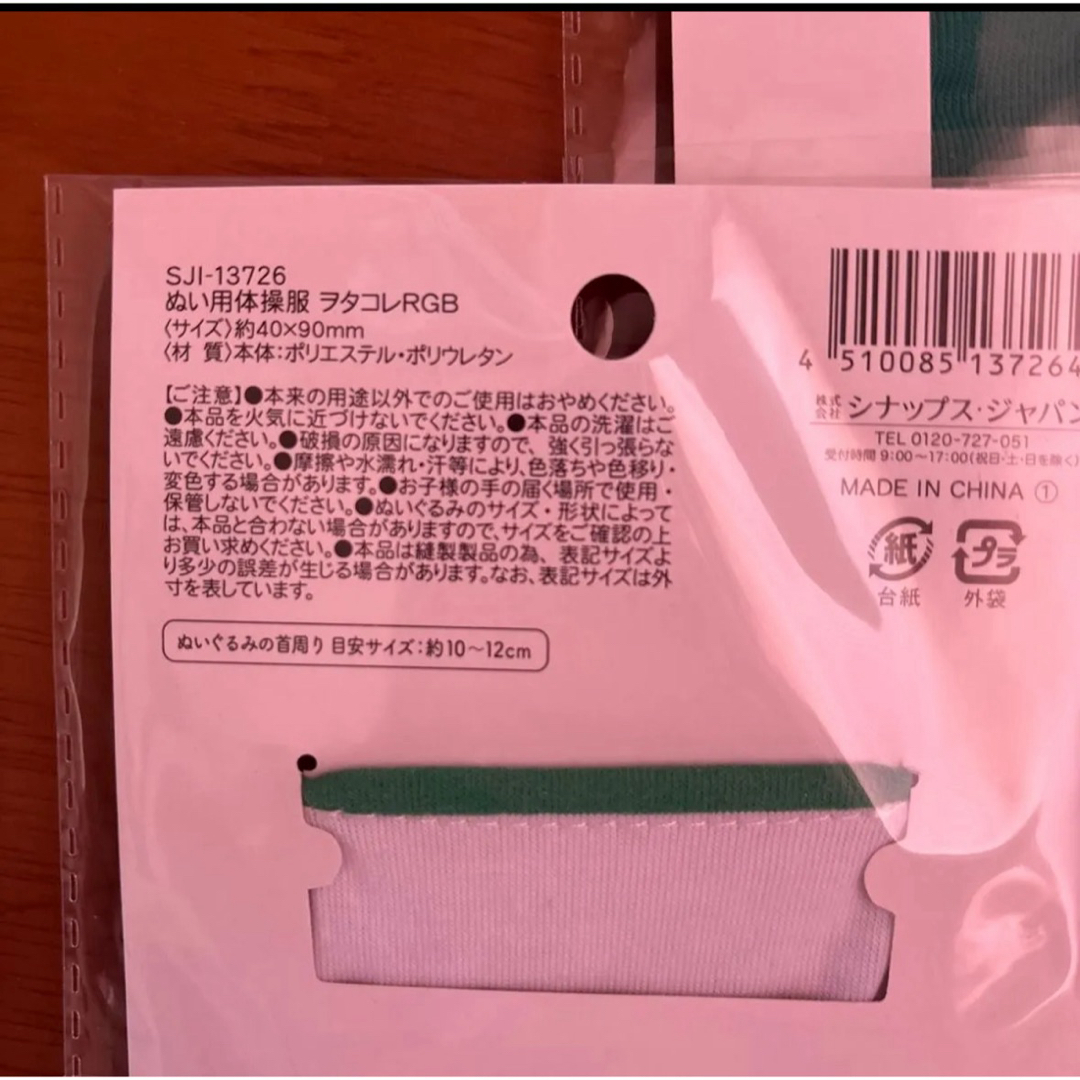 SJI-13726
ぬい用体操服 ヲタコレRGB
〈サイズ〉約40×90mm
〈材 質〉本体：ポリエステル・ポリウレタン
【ご注意】●本来の用途以外でのご使用はおやめください。
●本品を火気に近づけないでください。●本品の洗濯はご
遠慮ください。●破損の原因になりますので、強く引っ張らな
いでください。●摩擦や水濡れ・汗等により、色落ちや色移り・
変色する場合があります。●お子様の手の届く場所で使用・
保管しないでください。●ぬいぐるみのサイズ・形状によって
は、本品と合わない場合がありますので、サイズをご確認の上
お買い求めください。●本品は縫製製品の為、表記サイズよ
り多少の誤差が生じる場合があります。なお、表記サイズは外
寸を表しています。
ぬいぐるみの首周り 目安サイズ：約10～12cm
4 510085 137264
株式会社 シナップス・ジャパン
TEL 0120-727-051
受付時間 9:00～17:00(祝日・土・日を除く)
MADE IN CHINA ①
紙 プラ
台紙 外袋